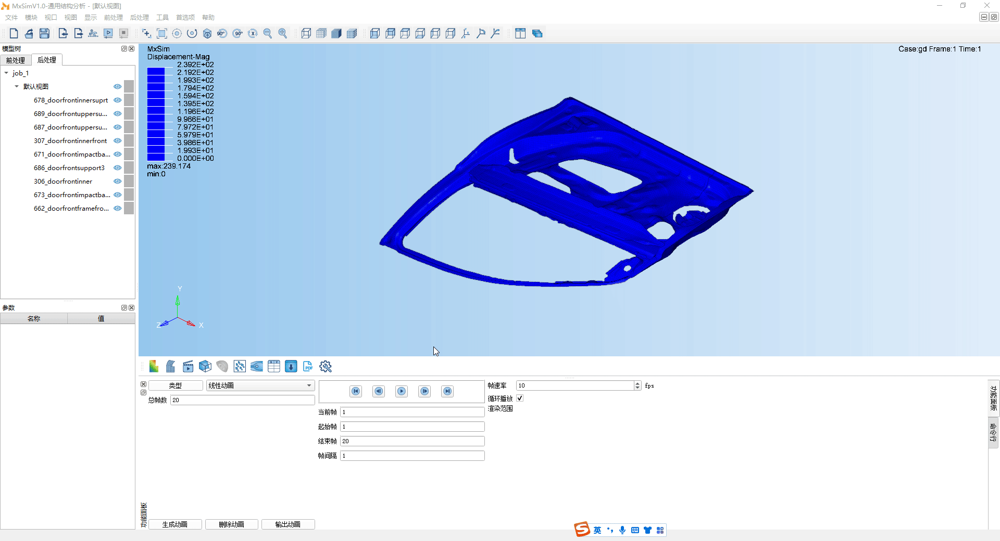 MxSimV1.0-通用结构分析 - [默认视图]
文件 模块 视口 视图 显示 前处理 后处理 工具 首选项 帮助
90° 90° X
模型树
前处理 后处理
job_1
默认视图
678_doorfrontinnersuprt
689_doorfrontuppersu...
687_doorfrontuppersu...
307_doorfrontinnerfront
671_doorfrontimpactba...
686_doorfrontsupport3
306_doorfrontinner
673_doorfrontimpactba...
662_doorfrontframefro...
参数
名称 值
MxSim
Displacement-Mag
2.392E+02
2.192E+02
1.993E+02
1.794E+02
1.594E+02
1.395E+02
1.196E+02
9.966E+01
7.972E+01
5.979E+01
3.986E+01
1.993E+01
0.000E+00
max:239.174
min:0
Case:gd Frame:1 Time:1
Y
Z
X
PDF
类型 线性动画
总帧数 20
当前帧 1
起始帧 1
结束帧 20
帧间隔 1
帧速率 10 fps
循环播放
渲染范围
功能面板
命令行
功能面板
生成动画 删除动画 输出动画
英